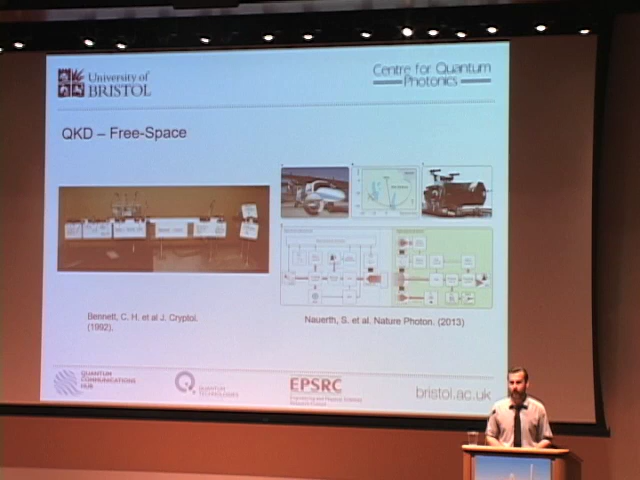 University of
BRISTOL
Centre for Quantum
Photonics
QKD – Free-Space
Bennett, C. H. et al J. Cryptol.
(1992).
Nauerth, S. et al. Nature Photon. (2013)
QUANTUM
COMMUNICATIONS
HUB
QUANTUM
TECHNOLOGIES
EPSRC
Engineering and Physical Sciences
Research Council
bristol.ac.uk